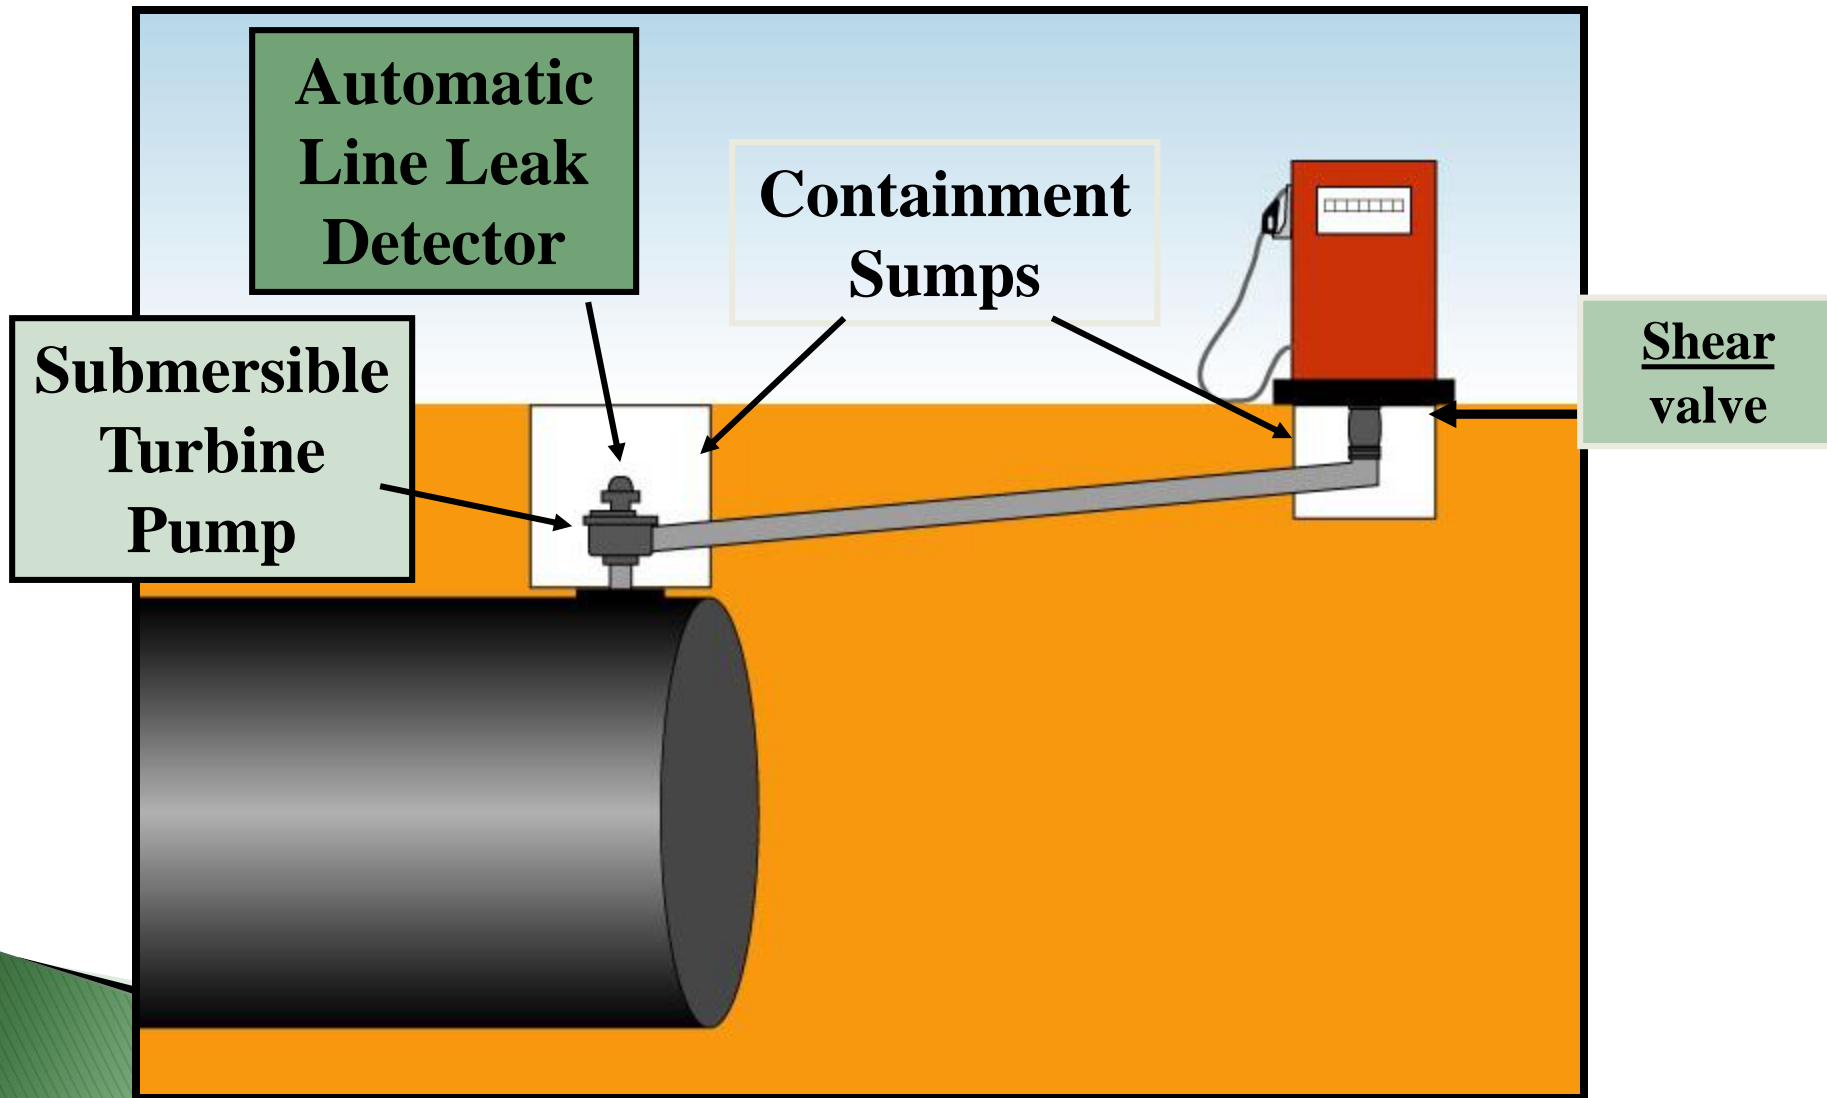 Automatic
Line Leak
Detector
Containment
Sumps
Submersible
Turbine
Pump
Shear
valve